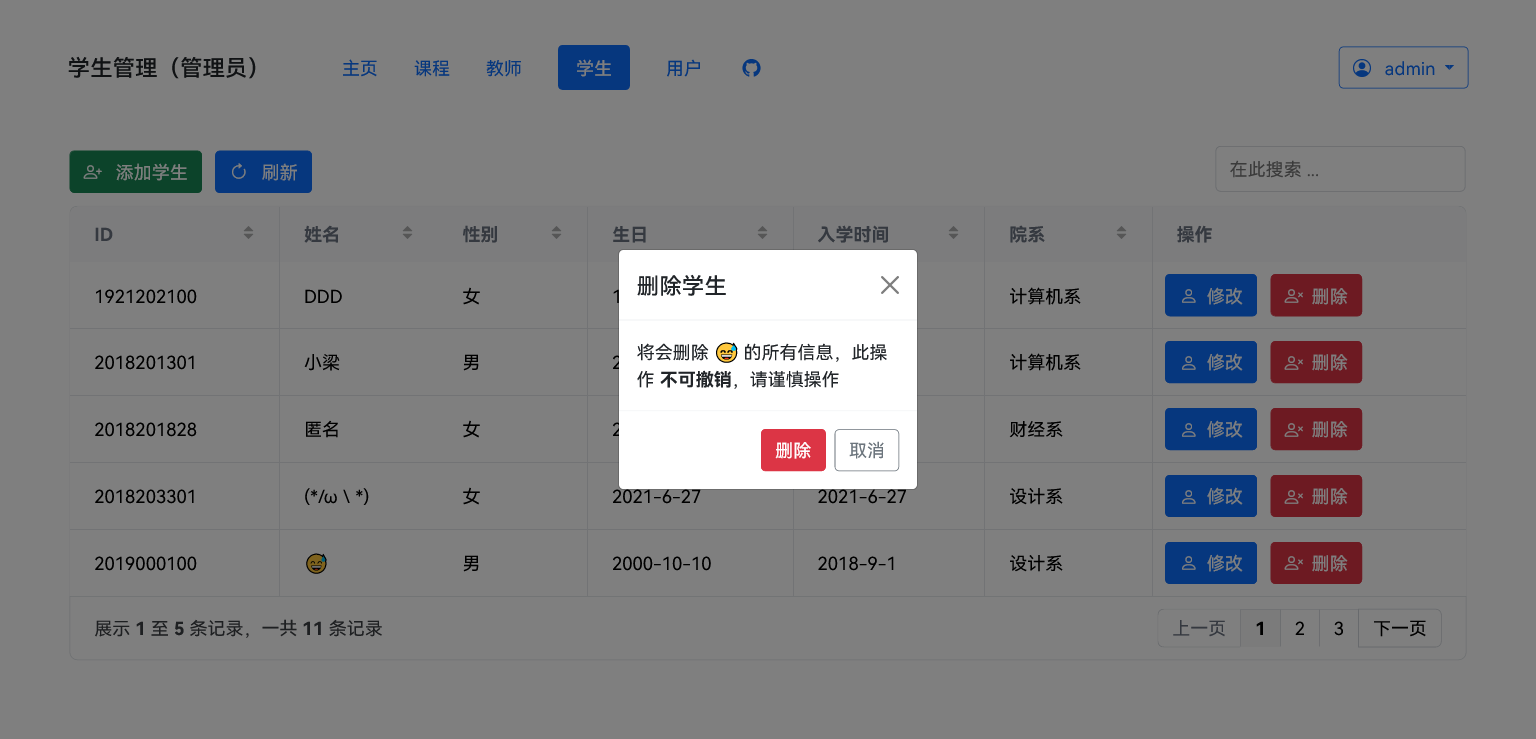 学生管理（管理员） 主页 课程 教师 学生 用户 admin
添加学生 刷新 在此搜索 ...
ID 姓名 性别 生日 入学时间 院系 操作
1921202100 DDD 女 计算机系 修改 删除
2018201301 小梁 男 计算机系 修改 删除
2018201828 匿名 女 财经系 修改 删除
2018203301 (*/ω \ *) 女 2021-6-27 2021-6-27 设计系 修改 删除
2019000100 😅 男 2000-10-10 2018-9-1 设计系 修改 删除
展示 1 至 5 条记录，一共 11 条记录 上一页 1 2 3 下一页
删除学生
将会删除 😅 的所有信息，此操
作 不可撤销，请谨慎操作
删除 取消